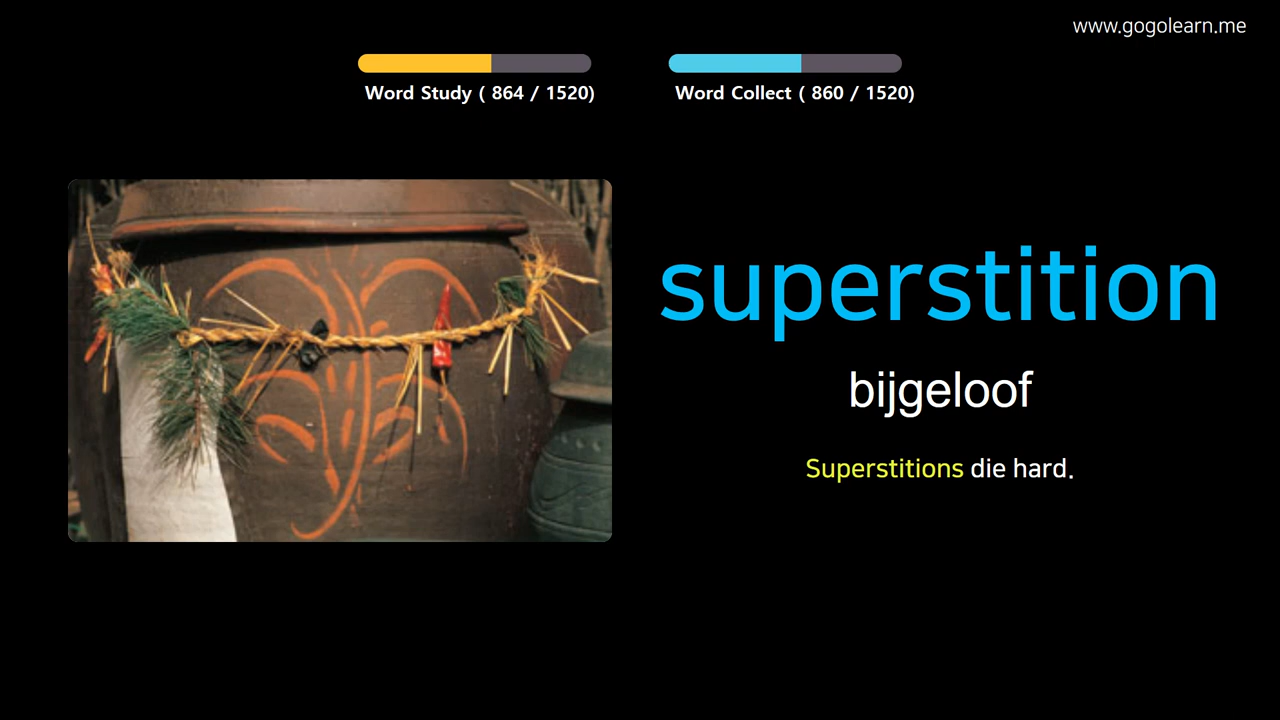 www.gogolearn.me
Word Study ( 864 / 1520)
Word Collect ( 860 / 1520)
superstition
bijgeloof
Superstitions die hard.